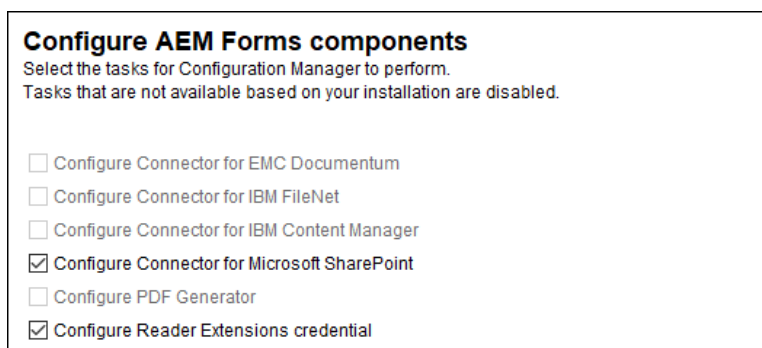 Configure AEM Forms components
Select the tasks for Configuration Manager to perform.
Tasks that are not available based on your installation are disabled.
Configure Connector for EMC Documentum
Configure Connector for IBM FileNet
Configure Connector for IBM Content Manager
Configure Connector for Microsoft SharePoint
Configure PDF Generator
Configure Reader Extensions credential